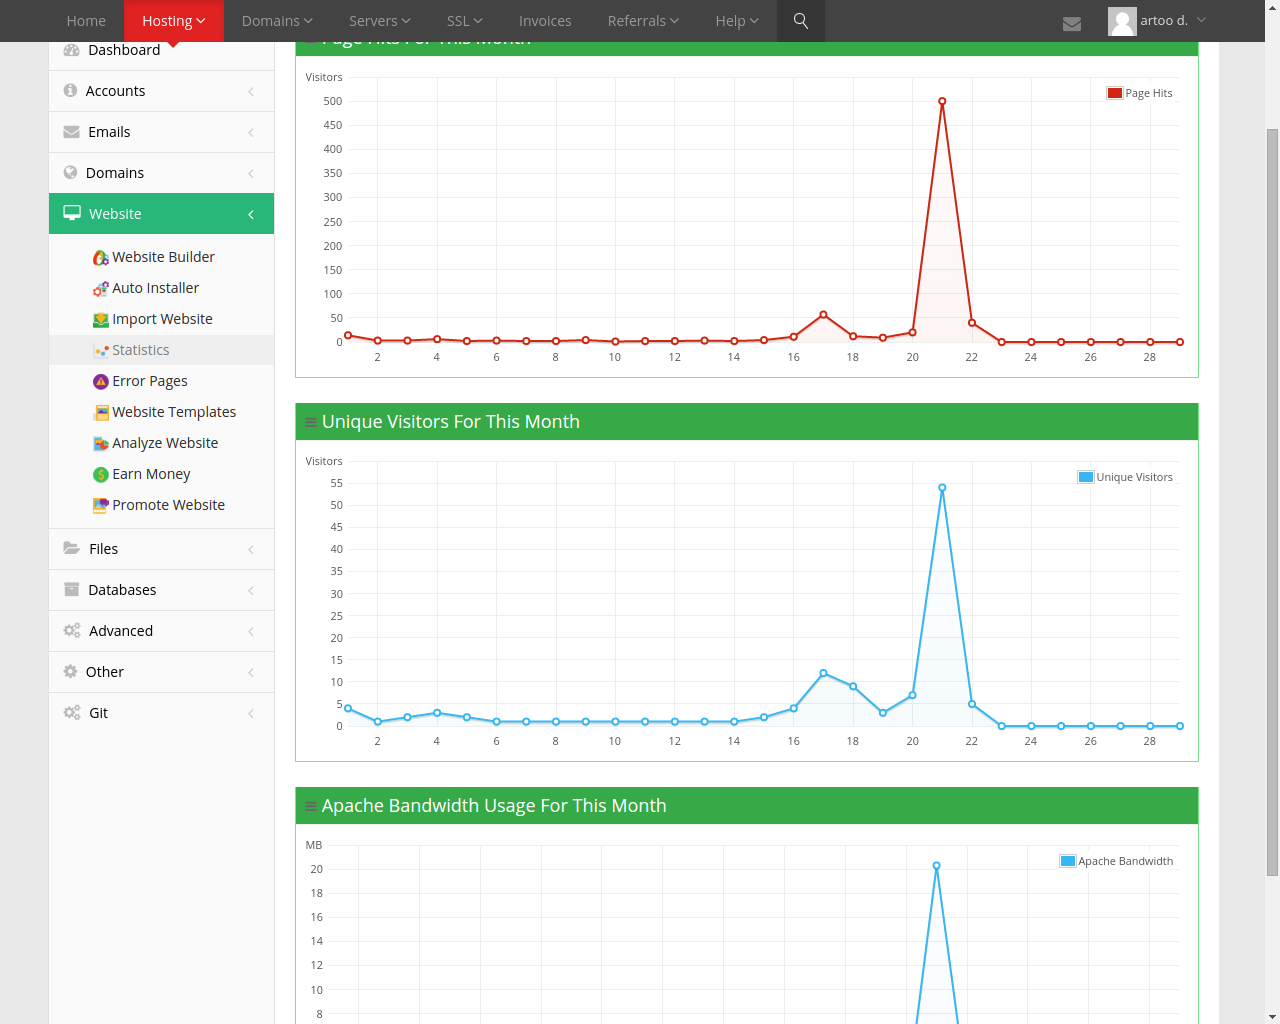 Home Hosting Domains Servers SSL Invoices Referrals Help artoo d.
Dashboard
Accounts
Emails
Domains
Website
Website Builder
Auto Installer
Import Website
Statistics
Error Pages
Website Templates
Analyze Website
Earn Money
Promote Website
Files
Databases
Advanced
Other
Git
Page Hits For This Month
Visitors
Page Hits
500
450
400
350
300
250
200
150
100
50
0
2 4 6 8 10 12 14 16 18 20 22 24 26 28
Unique Visitors For This Month
Visitors
Unique Visitors
55
50
45
40
35
30
25
20
15
10
5
0
2 4 6 8 10 12 14 16 18 20 22 24 26 28
Apache Bandwidth Usage For This Month
MB
Apache Bandwidth
20
18
16
14
12
10
8